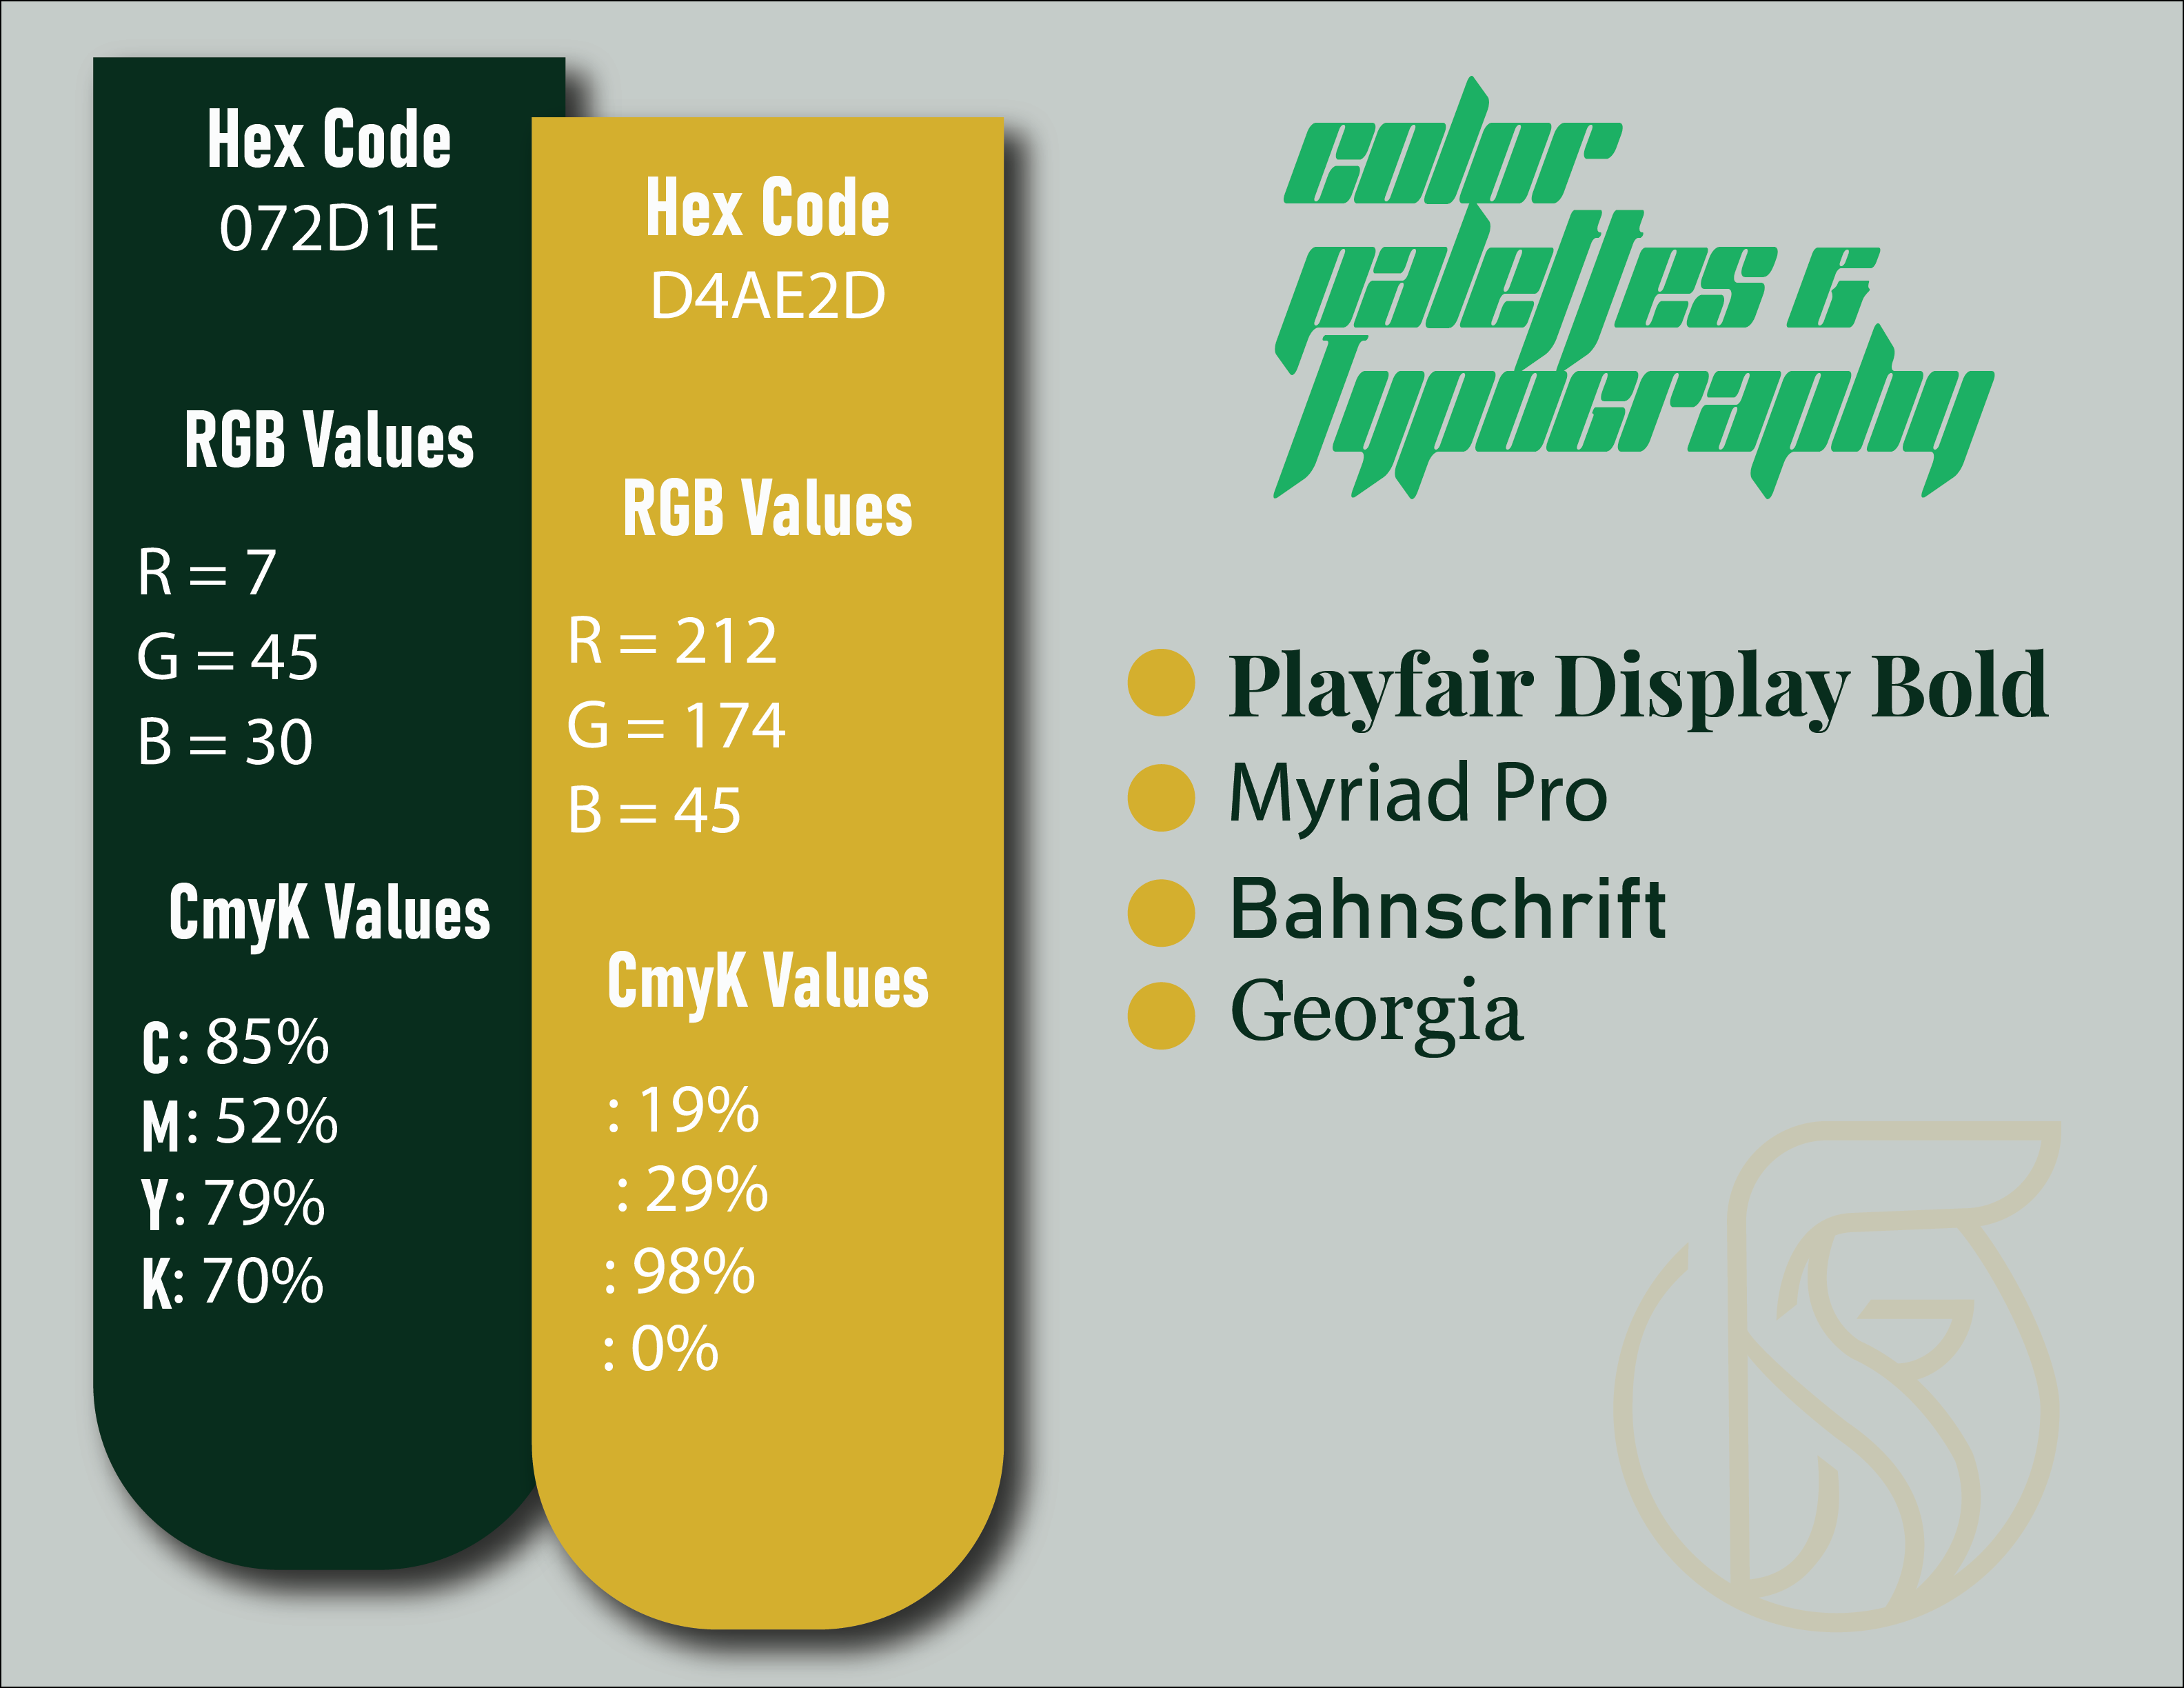 Hex Code
072D1E
RGB Values
R = 7
G = 45
B = 30
CmyK Values
C: 85%
M: 52%
Y: 79%
K: 70%
Hex Code
D4AE2D
RGB Values
R = 212
G = 174
B = 45
CmyK Values
: 19%
: 29%
: 98%
: 0%
color
palettes &
Typography
Playfair Display Bold
Myriad Pro
Bahnschrift
Georgia